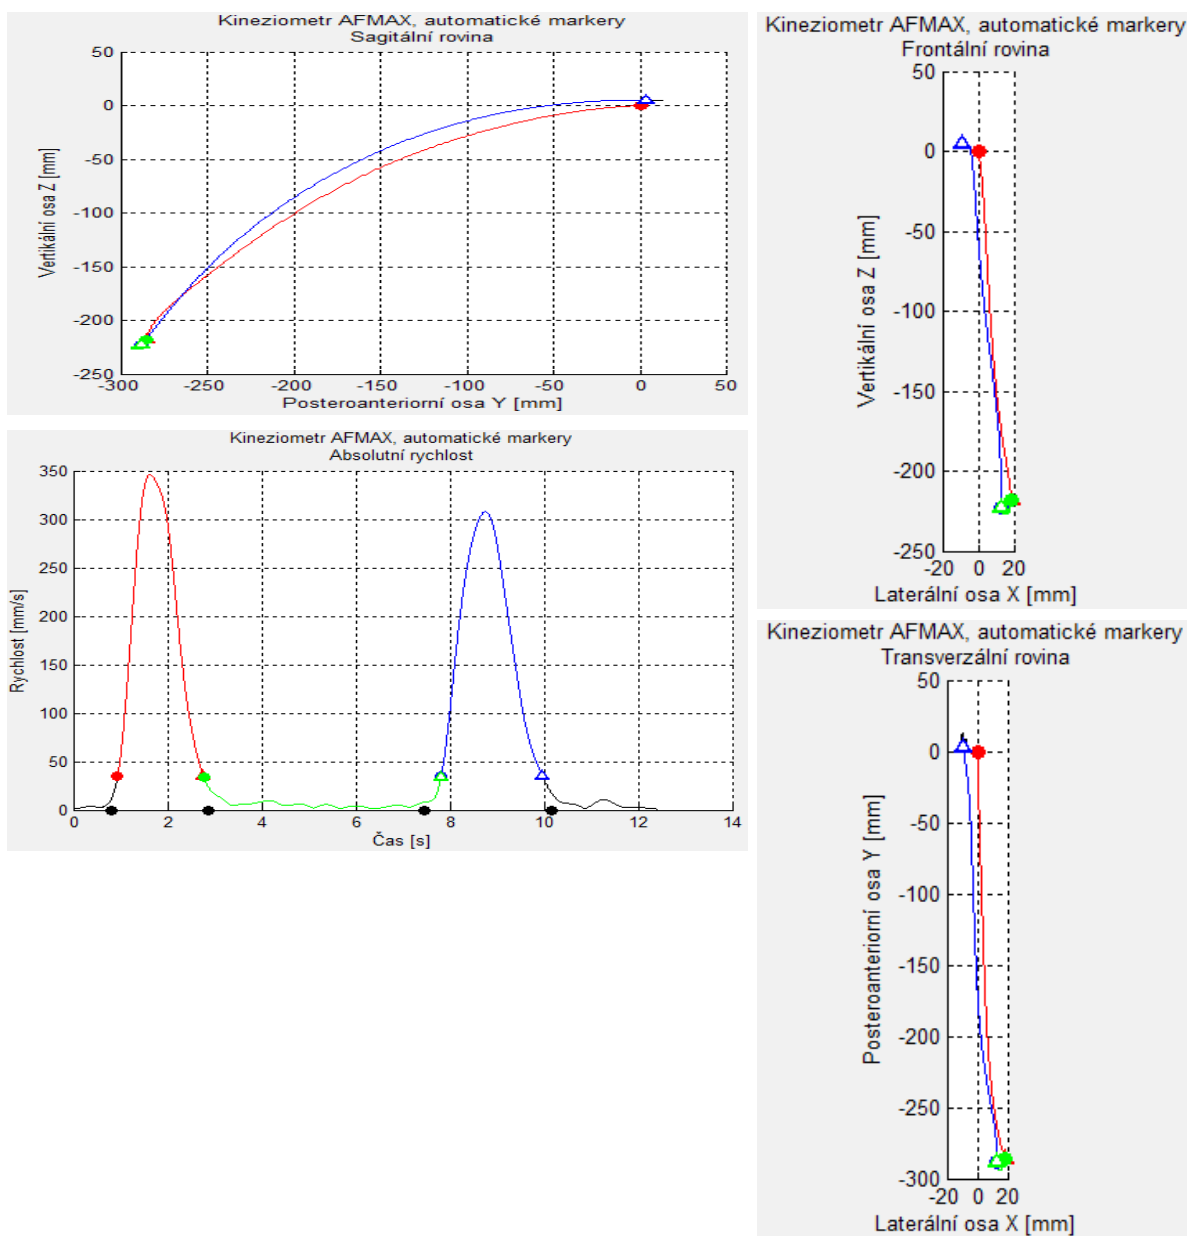 Kineziometr AFMAX, automatické markery
Sagitální rovina
50
0
-50
-100
-150
-200
-250
Vertikální osa Z [mm]
-300 -250 -200 -150 -100 -50 0 50
Posteroanteriorní osa Y [mm]
Kineziometr AFMAX, automatické markery
Absolutní rychlost
350
300
250
200
150
100
50
0
Rychlost [mm/s]
0 2 4 6 8 10 12 14
Čas [s]
Kineziometr AFMAX, automatické markery
Frontální rovina
50
0
-50
-100
-150
-200
-250
Vertikální osa Z [mm]
-20 0 20
Laterální osa X [mm]
Kineziometr AFMAX, automatické markery
Transverzální rovina
50
0
-50
-100
-150
-200
-250
-300
Posteroanteriorní osa Y [mm]
-20 0 20
Laterální osa X [mm]